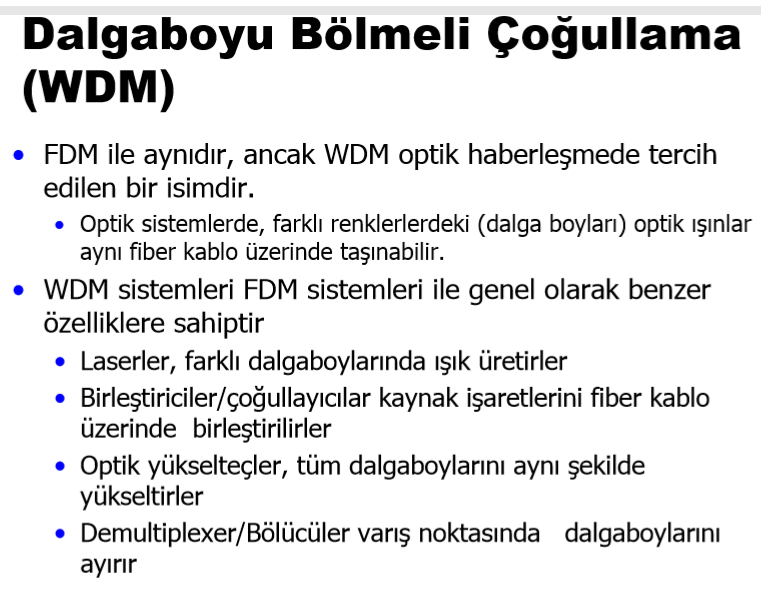 Dalgaboyu Bölmeli Çoğullama
(WDM)
• FDM ile aynıdır, ancak WDM optik haberleşmede tercih
edilen bir isimdir.
• Optik sistemlerde, farklı renklerlerdeki (dalga boyları) optik ışınlar
aynı fiber kablo üzerinde taşınabilir.
• WDM sistemleri FDM sistemleri ile genel olarak benzer
özelliklere sahiptir
• Laserler, farklı dalgaboylarında ışık üretirler
• Birleştiriciler/çoğullayıcılar kaynak işaretlerini fiber kablo
üzerinde birleştirilirler
• Optik yükselteçler, tüm dalgaboylarını aynı şekilde
yükseltirler
• Demultiplexer/Bölücüler varış noktasında dalgaboylarını
ayırır